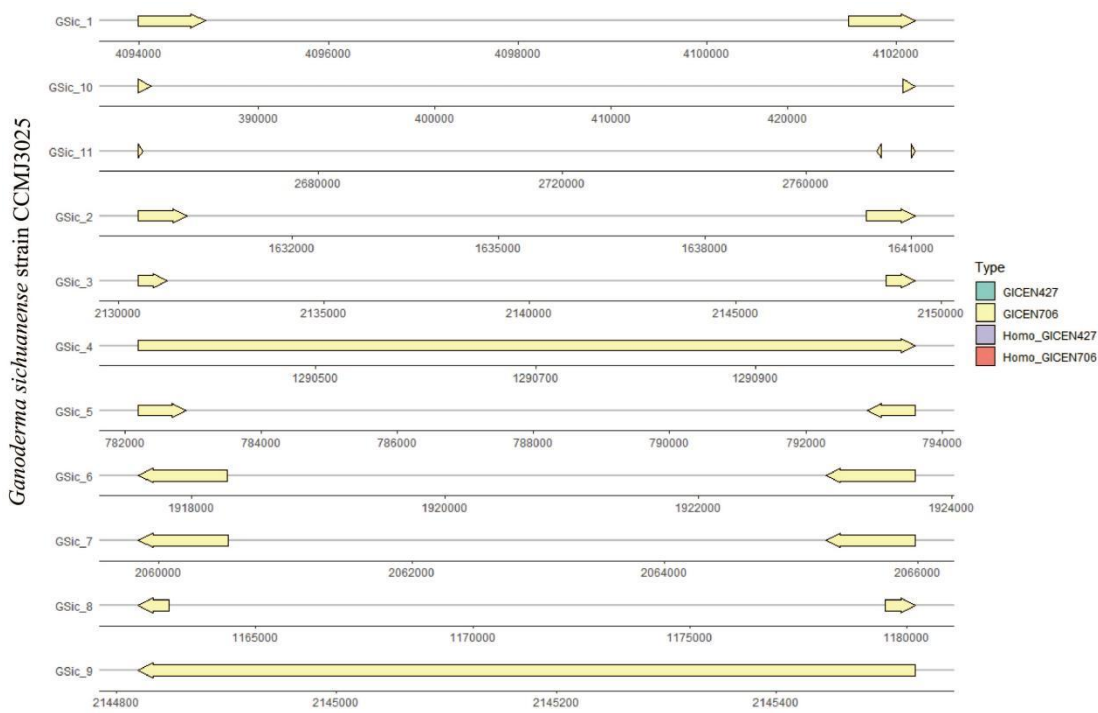 Ganoderma sichuanense strain CCMJ3025
GSic_1
4094000 4096000 4098000 4100000 4102000
GSic_10
390000 400000 410000 420000
GSic_11
2680000 2720000 2760000
GSic_2
1632000 1635000 1638000 1641000
GSic_3
2130000 2135000 2140000 2145000 2150000
GSic_4
1290500 1290700 1290900
GSic_5
782000 784000 786000 788000 790000 792000 794000
GSic_6
1918000 1920000 1922000 1924000
GSic_7
2060000 2062000 2064000 2066000
GSic_8
1165000 1170000 1175000 1180000
GSic_9
2144800 2145000 2145200 2145400
Type
GICEN427
GICEN706
Homo_GICEN427
Homo_GICEN706